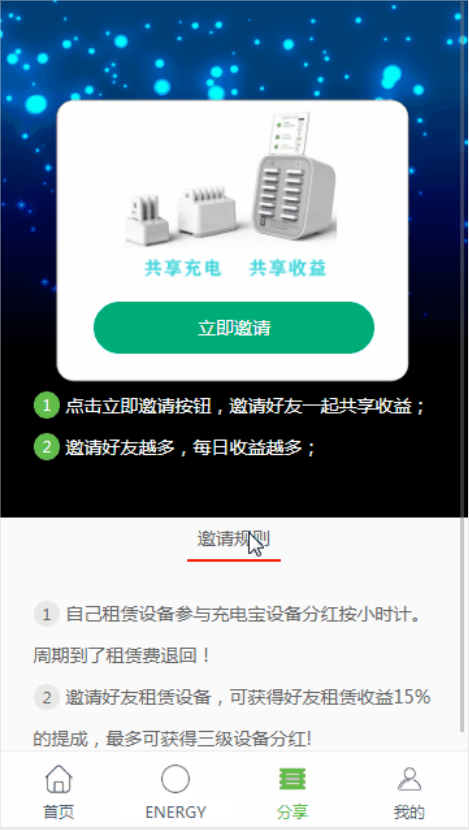 共享充电 共享收益
立即邀请
1 点击立即邀请按钮，邀请好友一起共享收益；
2 邀请好友越多，每日收益越多；
邀请规则
1 自己租赁设备参与充电宝设备分红按小时计。
周期到了租赁费退回！
2 邀请好友租赁设备，可获得好友租赁收益15%
的提成，最多可获得三级设备分红!
首页 ENERGY 分享 我的